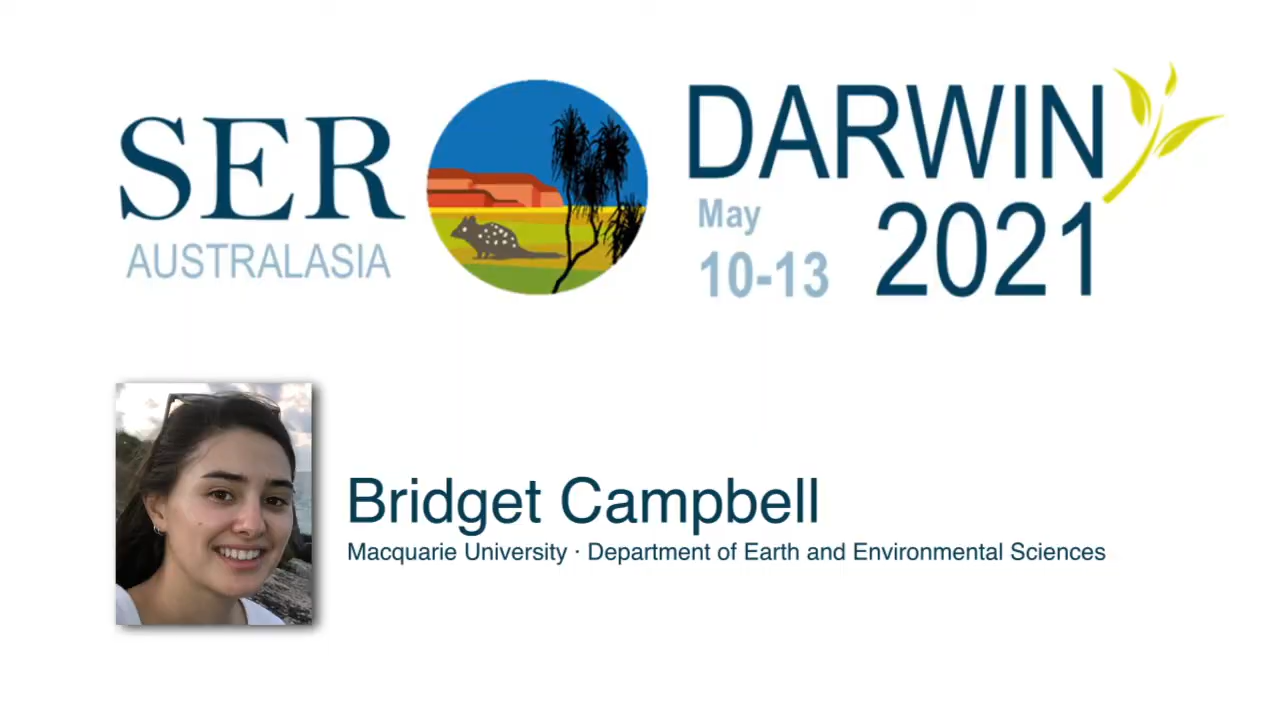 SER
AUSTRALASIA
DARWIN
May
10-13
2021
Bridget Campbell
Macquarie University · Department of Earth and Environmental Sciences